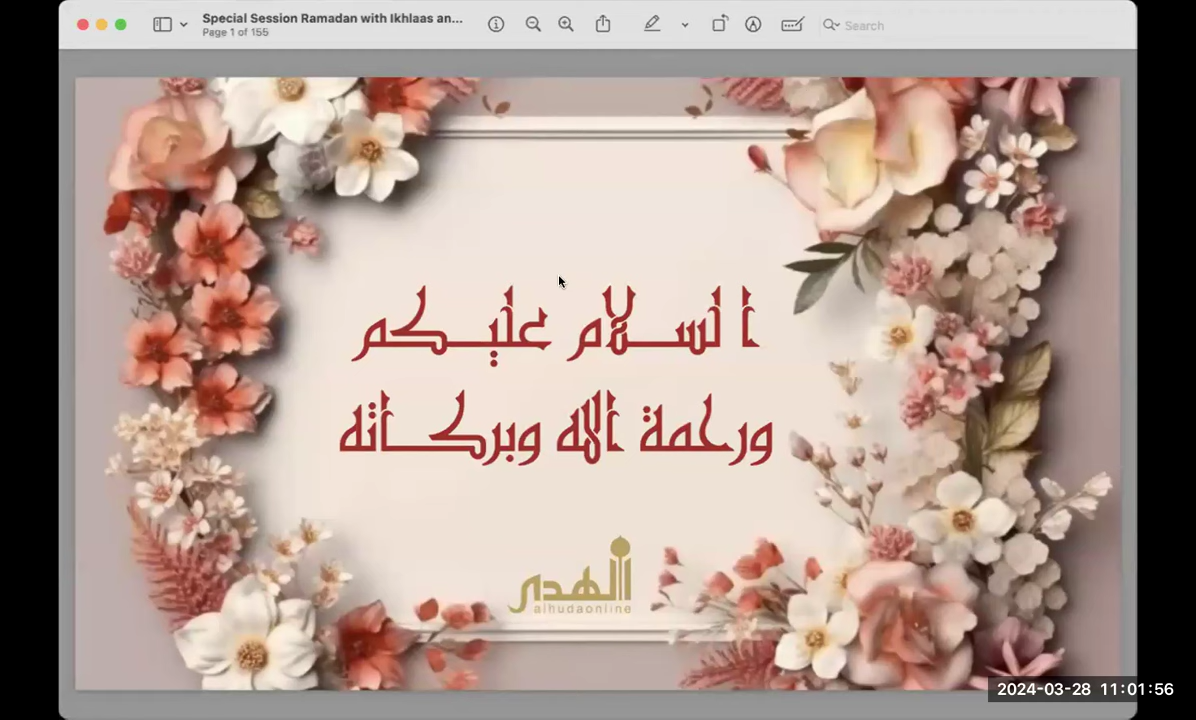 Special Session Ramadan with Ikhlaas an...
Page 1 of 155
Search
ا لسلام عليكم
ورحمة الله وبركاته
الهدى
alhudaonline
2024-03-28 11:01:56